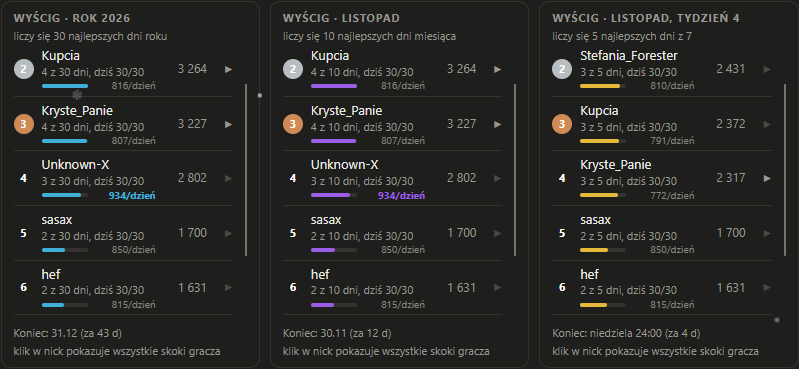 WYŚCIG · ROK 2026
liczy się 30 najlepszych dni roku
2
Kupcia
4 z 30 dni, dziś 30/30
3 264
816/dzień
3
Kryste_Panie
4 z 30 dni, dziś 30/30
3 227
807/dzień
4
Unknown-X
3 z 30 dni, dziś 30/30
2 802
934/dzień
5
sasax
2 z 30 dni, dziś 30/30
1 700
850/dzień
6
hef
2 z 30 dni, dziś 30/30
1 631
815/dzień
Koniec: 31.12 (za 43 d)
klik w nick pokazuje wszystkie skoki gracza
WYŚCIG · LISTOPAD
liczy się 10 najlepszych dni miesiąca
2
Kupcia
4 z 10 dni, dziś 30/30
3 264
816/dzień
3
Kryste_Panie
4 z 10 dni, dziś 30/30
3 227
807/dzień
4
Unknown-X
3 z 10 dni, dziś 30/30
2 802
934/dzień
5
sasax
2 z 10 dni, dziś 30/30
1 700
850/dzień
6
hef
2 z 10 dni, dziś 30/30
1 631
815/dzień
Koniec: 30.11 (za 12 d)
klik w nick pokazuje wszystkie skoki gracza
WYŚCIG · LISTOPAD, TYDZIEŃ 4
liczy się 5 najlepszych dni z 7
2
Stefania_Forester
3 z 5 dni, dziś 30/30
2 431
810/dzień
3
Kupcia
3 z 5 dni, dziś 30/30
2 372
791/dzień
4
Kryste_Panie
3 z 5 dni, dziś 30/30
2 317
772/dzień
5
sasax
2 z 5 dni, dziś 30/30
1 700
850/dzień
6
hef
2 z 5 dni, dziś 30/30
1 631
815/dzień
Koniec: niedziela 24:00 (za 4 d)
klik w nick pokazuje wszystkie skoki gracza